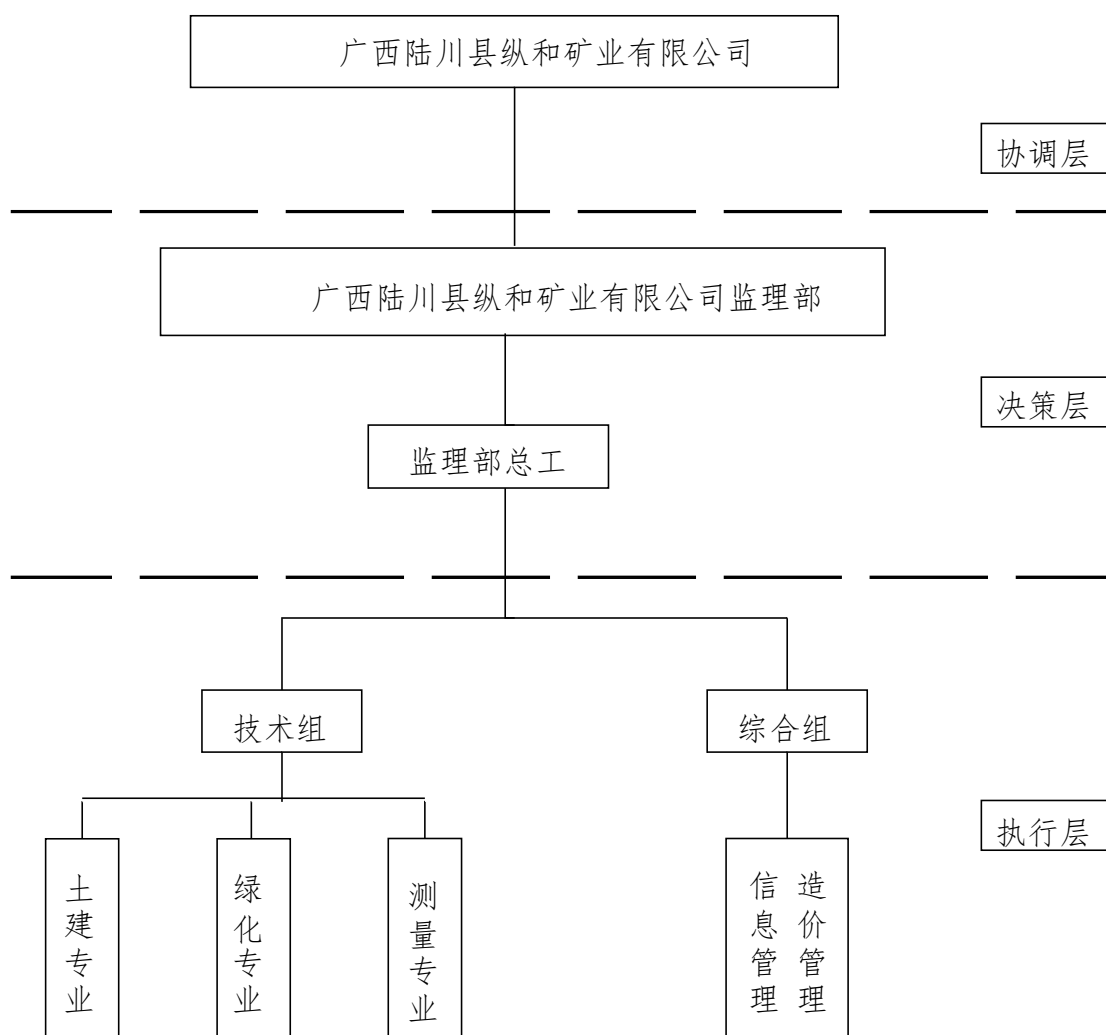 广西陆川县纵和矿业有限公司
协调层
广西陆川县纵和矿业有限公司监理部
决策层
监理部总工
技术组
综合组
执行层
土建专业
绿化专业
测量专业
信息管理
造价管理